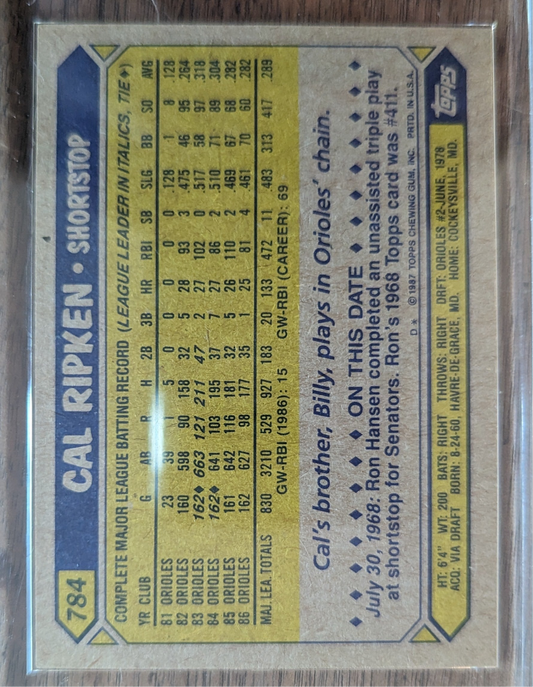 784
CAL RIPKEN • SHORTSTOP
COMPLETE MAJOR LEAGUE BATTING RECORD (LEAGUE LEADER IN ITALICS, TIE♦)
YR CLUB G AB R H 2B 3B HR RBI SB SLG BB SO AVG
81 ORIOLES 23 39 1 5 0 0 0 0 0 .128 1 8 .128
82 ORIOLES 160 598 90 158 32 5 28 93 3 .475 46 95 .264
83 ORIOLES 162♦ 663 121 211 47 2 27 102 0 .517 58 97 .318
84 ORIOLES 162♦ 641 103 195 37 7 27 86 2 .510 71 89 .304
85 ORIOLES 161 642 116 181 32 5 26 110 2 .469 67 68 .282
86 ORIOLES 162 627 98 177 35 1 25 81 4 .461 70 60 .282
MAJ. LEA. TOTALS 830 3210 529 927 183 20 133 472 11 .483 313 417 .289
GW-RBI (1986): 15 GW-RBI (CAREER): 69
Cal's brother, Billy, plays in Orioles' chain.
♦ ♦ ♦ ♦ ♦ ♦ ♦ ON THIS DATE ♦ ♦ ♦ ♦ ♦ ♦ ♦
July 30, 1968: Ron Hansen completed an unassisted triple play
at shortstop for Senators. Ron's 1968 Topps card was #411.
D* ©1987 TOPPS CHEWING GUM, INC. PRTD. IN U.S.A.
HT: 6'4" WT: 200 BATS: RIGHT THROWS: RIGHT DRFT: ORIOLES #2-JUNE, 1978
ACQ: VIA DRAFT BORN: 8-24-60, HAVRE-DE-GRACE, MD. HOME: COCKEYSVILLE, MD.
TOPPS